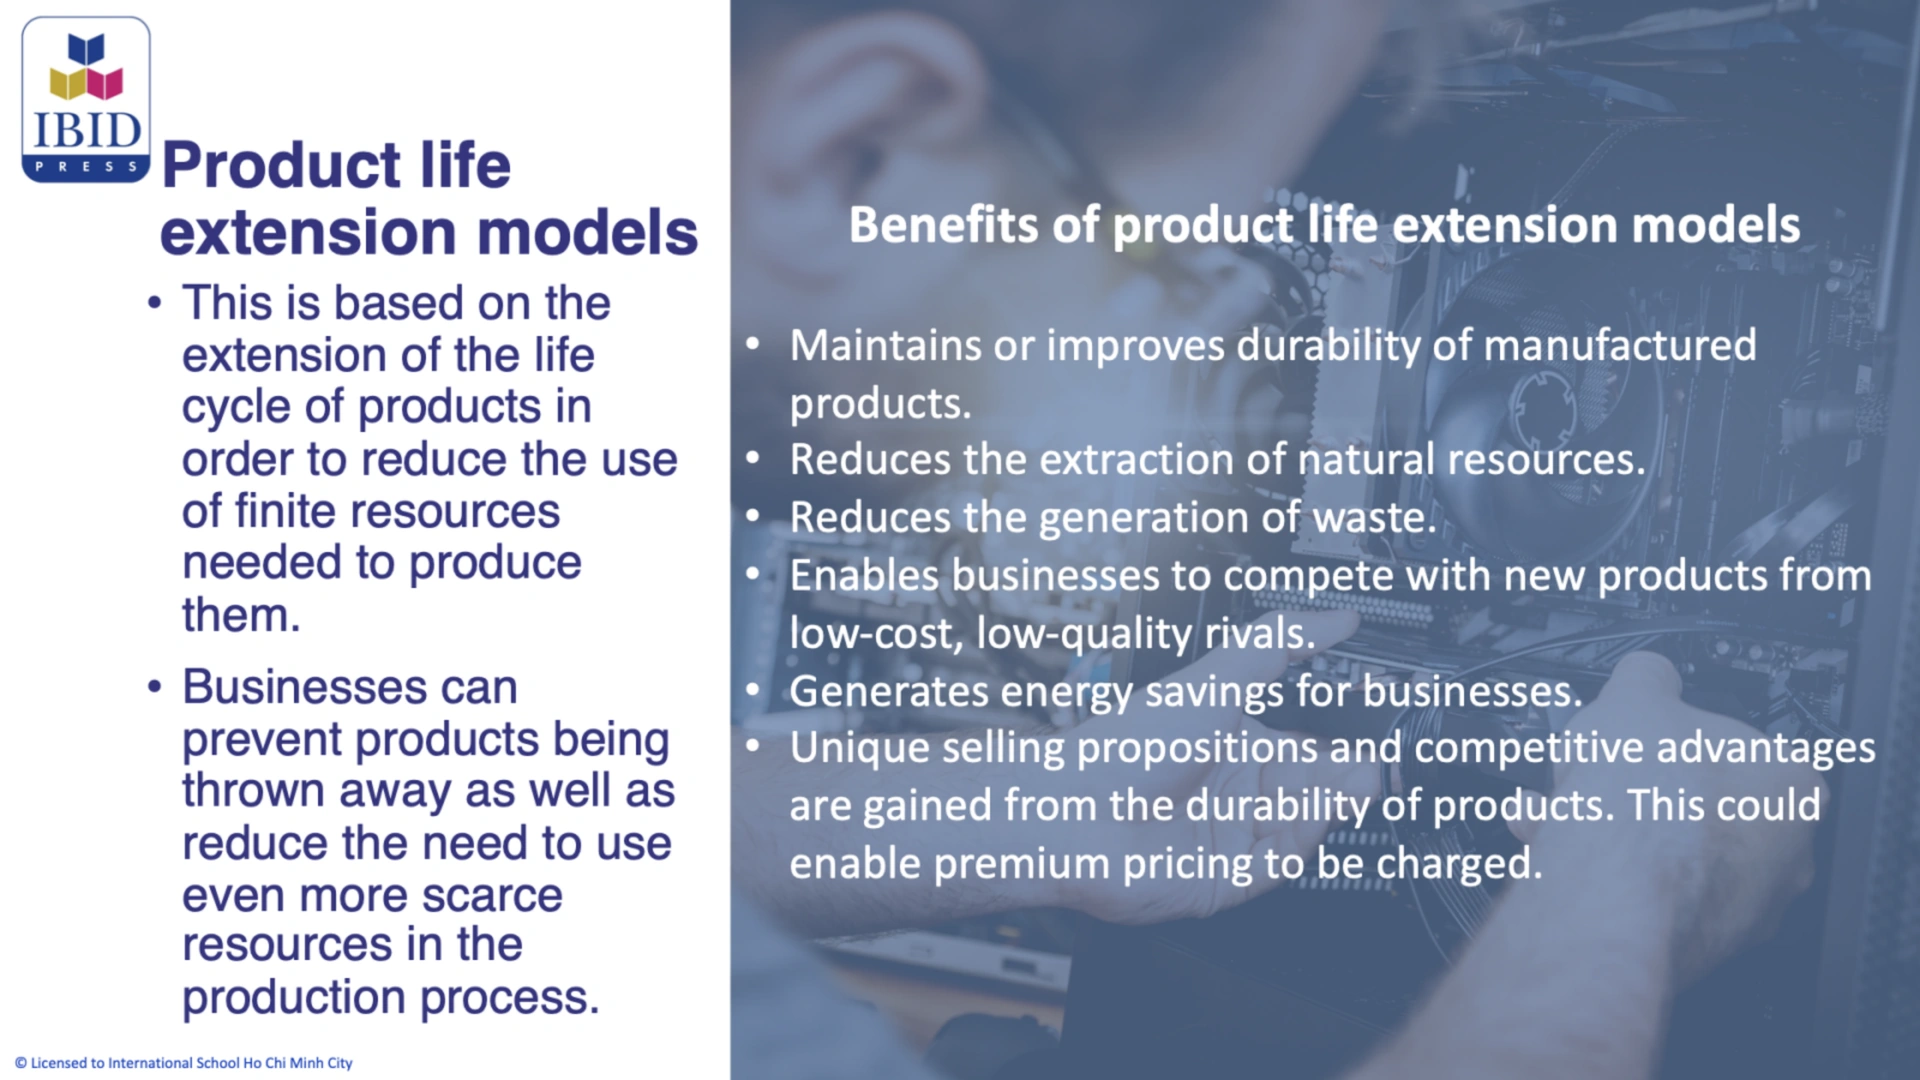 IBID
PRESS
Product life
extension models
• This is based on the
extension of the life
cycle of products in
order to reduce the use
of finite resources
needed to produce
them.
• Businesses can
prevent products being
thrown away as well as
reduce the need to use
even more scarce
resources in the
production process.
© Licensed to International School Ho Chi Minh City
Benefits of product life extension models
• Maintains or improves durability of manufactured
products.
• Reduces the extraction of natural resources.
• Reduces the generation of waste.
• Enables businesses to compete with new products from
low-cost, low-quality rivals.
• Generates energy savings for businesses.
• Unique selling propositions and competitive advantages
are gained from the durability of products. This could
enable premium pricing to be charged.